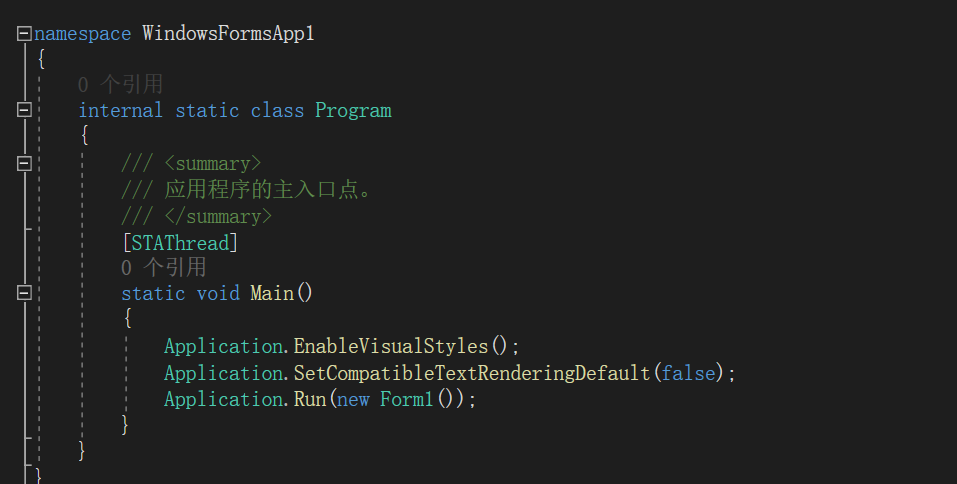 namespace WindowsFormsApp1
{
0 个引用
internal static class Program
{
/// <summary>
/// 应用程序的主入口点。
/// </summary>
[STAThread]
0 个引用
static void Main()
{
Application.EnableVisualStyles();
Application.SetCompatibleTextRenderingDefault(false);
Application.Run(new Form1());
}
}
}